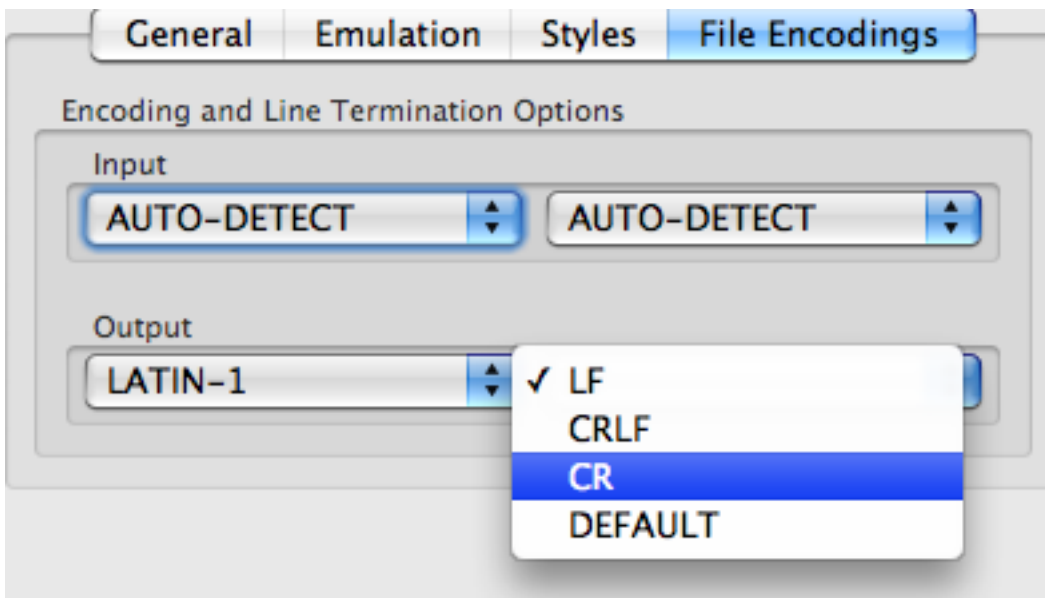 General Emulation Styles File Encodings
Encoding and Line Termination Options
Input
AUTO-DETECT AUTO-DETECT
Output
LATIN-1 ✓ LF
CRLF
CR
DEFAULT